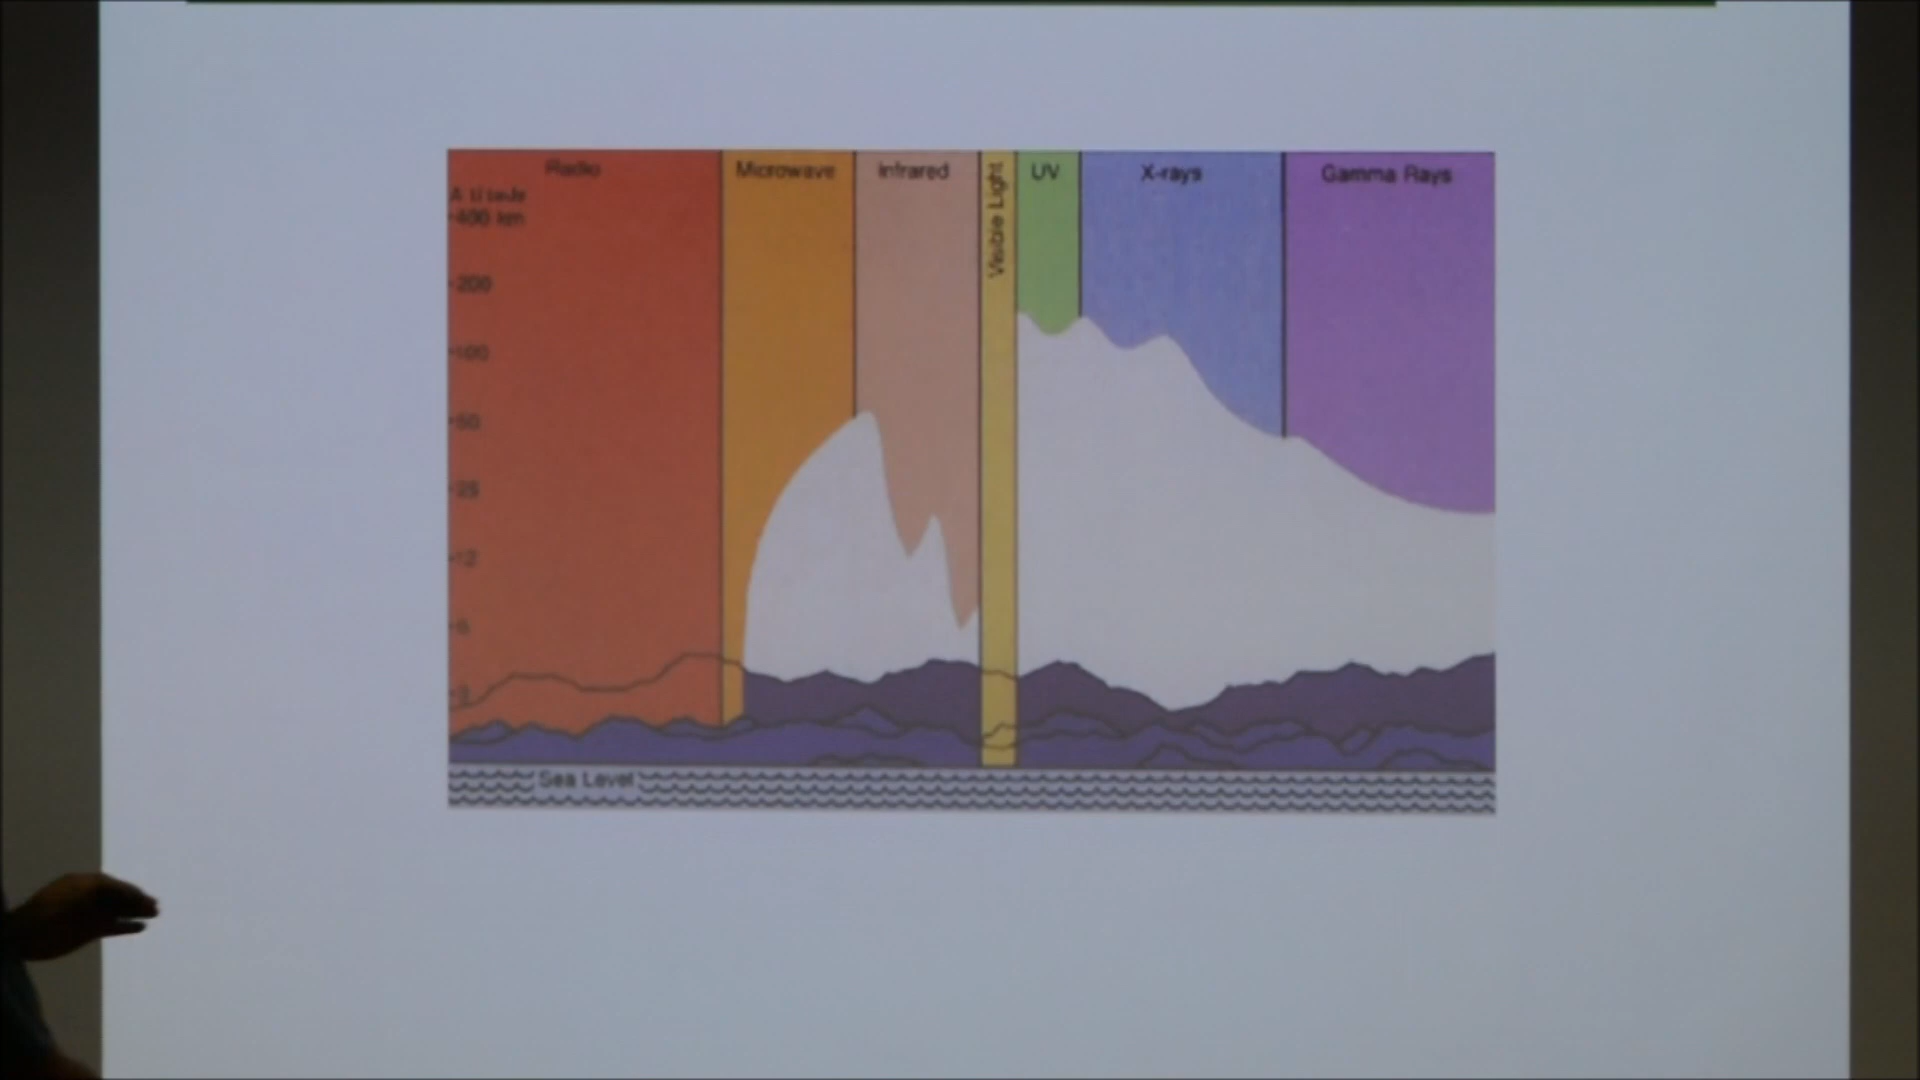 Radio
Microwave
Infrared
Visible Light
UV
X-rays
Gamma Rays
Altitude
400 km
200
100
50
25
12
6
3
Sea Level